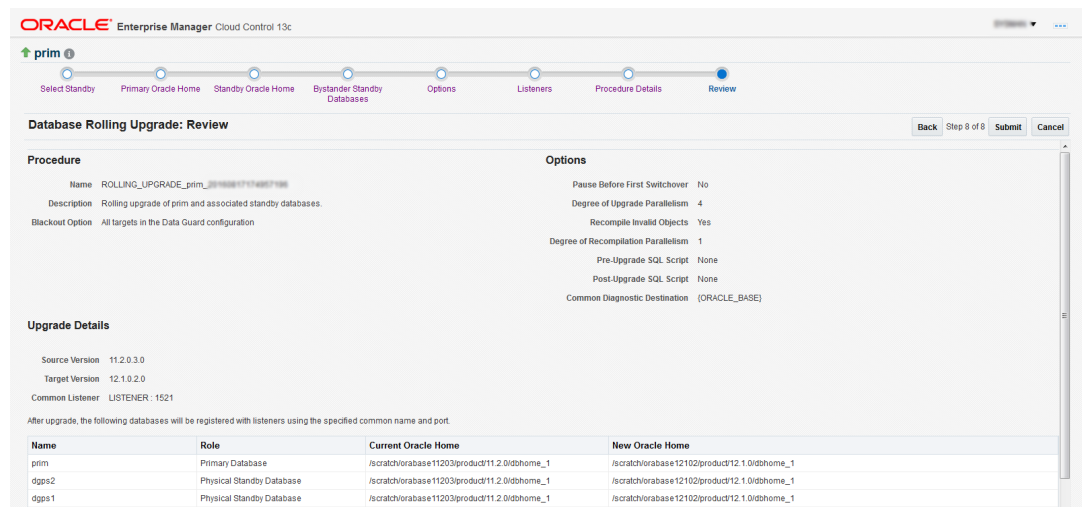 ORACLE Enterprise Manager Cloud Control 13c
prim
Select Standby
Primary Oracle Home
Standby Oracle Home
Bystander Standby
Databases
Options
Listeners
Procedure Details
Review
Database Rolling Upgrade: Review
Back Step 8 of 8 Submit Cancel
Procedure
Name ROLLING_UPGRADE_prim_
Description Rolling upgrade of prim and associated standby databases.
Blackout Option All targets in the Data Guard configuration
Options
Pause Before First Switchover No
Degree of Upgrade Parallelism 4
Recompile Invalid Objects Yes
Degree of Recompilation Parallelism 1
Pre-Upgrade SQL Script None
Post-Upgrade SQL Script None
Common Diagnostic Destination {ORACLE_BASE}
Upgrade Details
Source Version 11.2.0.3.0
Target Version 12.1.0.2.0
Common Listener LISTENER : 1521
After upgrade, the following databases will be registered with listeners using the specified common name and port.
Name Role Current Oracle Home New Oracle Home
prim Primary Database /scratch/orabase11203/product/11.2.0/dbhome_1 /scratch/orabase12102/product/12.1.0/dbhome_1
dgps2 Physical Standby Database /scratch/orabase11203/product/11.2.0/dbhome_1 /scratch/orabase12102/product/12.1.0/dbhome_1
dgps1 Physical Standby Database /scratch/orabase11203/product/11.2.0/dbhome_1 /scratch/orabase12102/product/12.1.0/dbhome_1